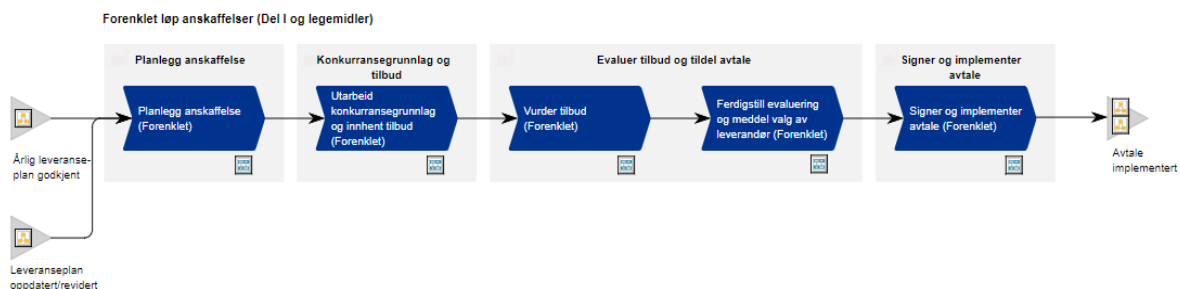 Forenklet løp anskaffelser (Del I og legemidler)
Planlegg anskaffelse
Konkurransegrunnlag og
tilbud
Evaluer tilbud og tildel avtale
Signer og implementer
avtale
Planlegg anskaffelse
(Forenklet)
Utarbeid
konkurransegrunnlag
og innhent tilbud
(Forenklet)
Vurder tilbud
(Forenklet)
Ferdigstill evaluering
og meddel valg av
leverandør (Forenklet)
Signer og implementer
avtale (Forenklet)
Årlig leveranse-
plan godkjent
Avtale
implementert
Leveranseplan
oppdatert/revidert